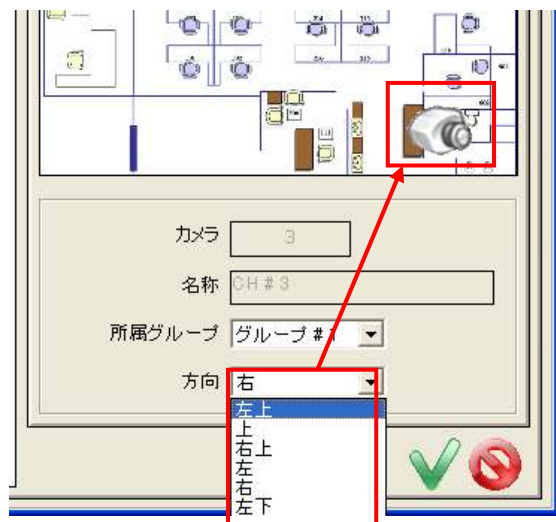 カメラ 3
名称 CH#3
所属グループ グループ#1
方向 右
左上
上
右上
左
右
左下